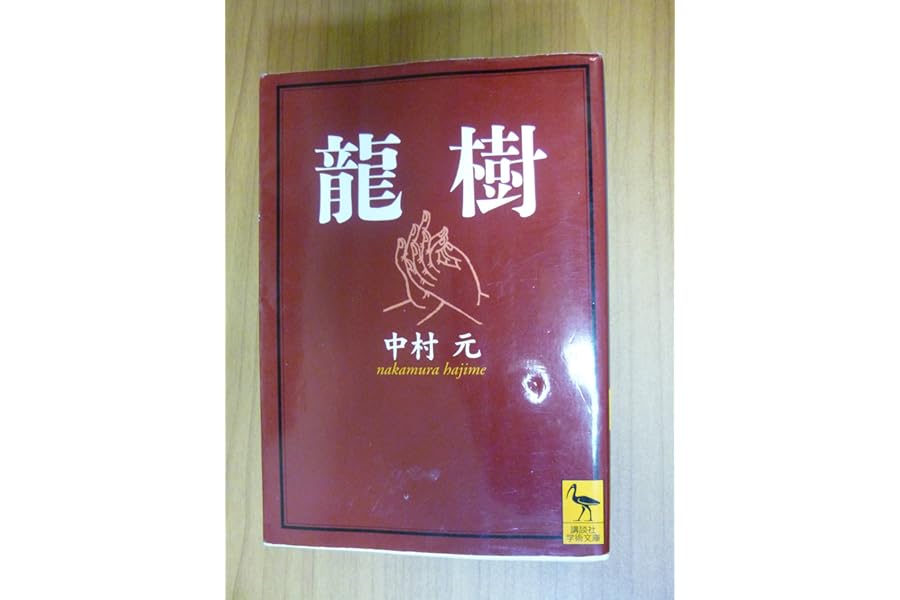 龍樹
中村 元
nakamura hajime
講談社
学術文庫